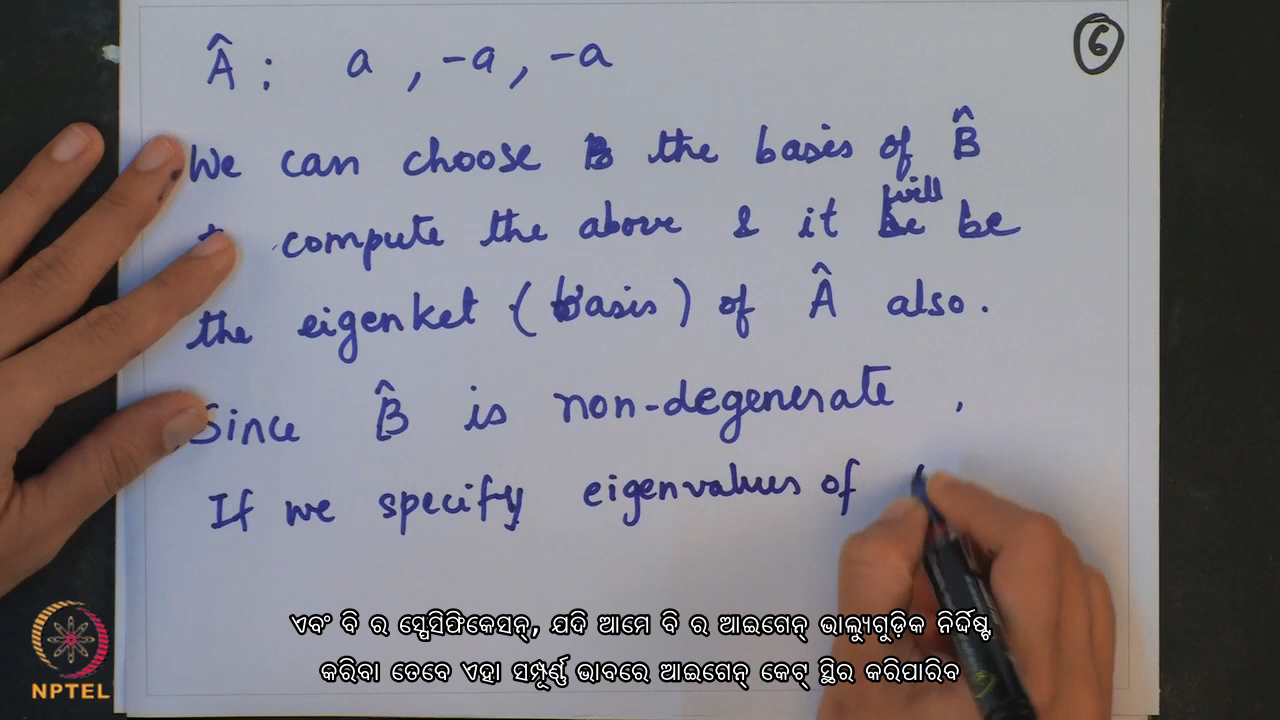 6
Â : a , -a , -a
We can choose the basis of B̂
compute the above & it will be
the eigenket (basis) of Â also.
Since B̂ is non-degenerate ,
If we specify eigenvalues of
ଏବଂ ବି ର ସ୍ପେସିଫିକେସନ୍, ଯଦି ଆମେ ବି ର ଆଇଗେନ୍ ଭାଲ୍ୟୁଗୁଡ଼ିକ ନିର୍ଦ୍ଦିଷ୍ଟ
କରିବା ତେବେ ଏହା ସମ୍ପୂର୍ଣ୍ଣ ଭାବରେ ଆଇଗେନ୍ କେଟ୍ ସ୍ଥିର କରିପାରିବ
NPTEL